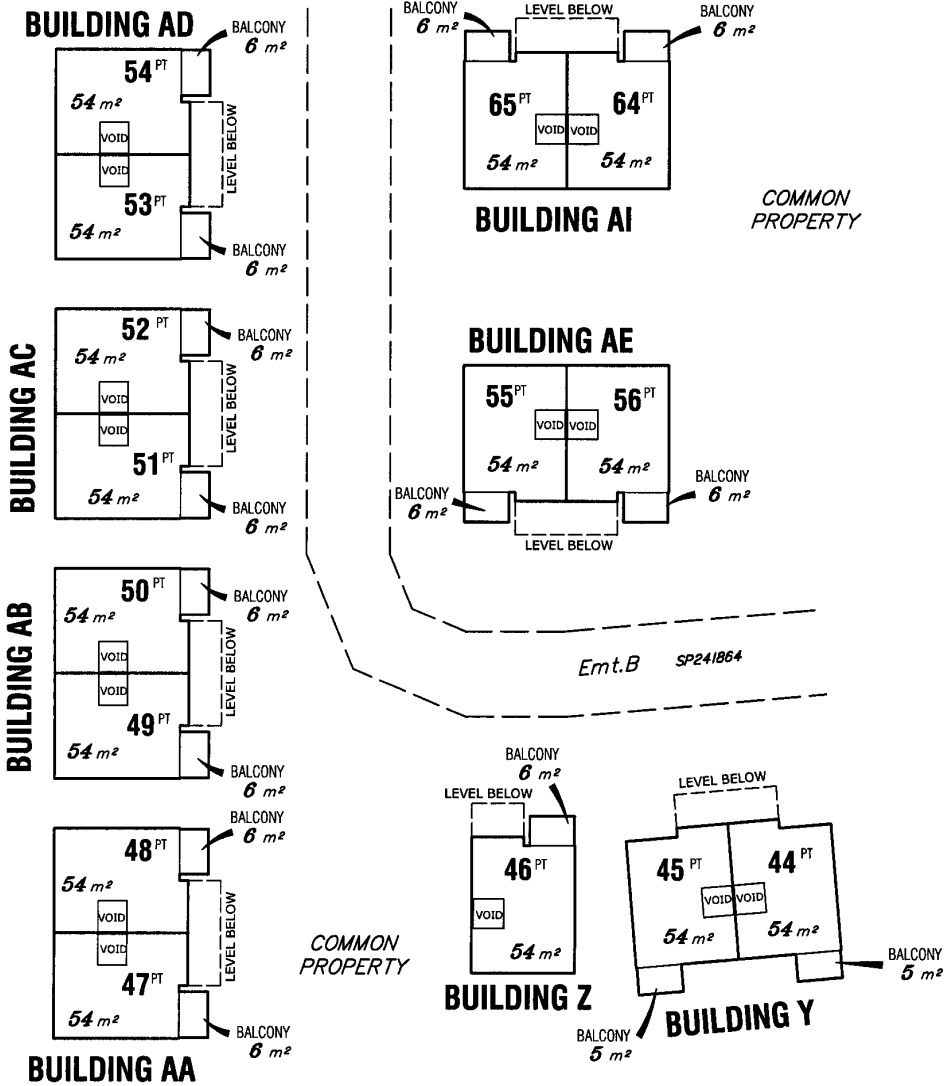 BUILDING AD
BALCONY
6 m²
54 PT
54 m²
VOID
VOID
LEVEL BELOW
53 PT
54 m²
BALCONY
6 m²
BALCONY
6 m²
LEVEL BELOW
BALCONY
6 m²
65 PT
64 PT
VOID
VOID
54 m²
54 m²
BUILDING AI
COMMON
PROPERTY
BUILDING AC
52 PT
54 m²
BALCONY
6 m²
VOID
VOID
LEVEL BELOW
51 PT
54 m²
BALCONY
6 m²
BUILDING AE
55 PT
56 PT
VOID
VOID
54 m²
54 m²
BALCONY
6 m²
BALCONY
6 m²
LEVEL BELOW
BUILDING AB
50 PT
54 m²
BALCONY
6 m²
VOID
VOID
LEVEL BELOW
49 PT
54 m²
BALCONY
6 m²
Emt.B SP241864
BUILDING AA
48 PT
54 m²
BALCONY
6 m²
VOID
VOID
LEVEL BELOW
47 PT
54 m²
BALCONY
6 m²
COMMON
PROPERTY
BALCONY
6 m²
LEVEL BELOW
46 PT
VOID
54 m²
BUILDING Z
LEVEL BELOW
45 PT
44 PT
VOID
VOID
54 m²
54 m²
BALCONY
5 m²
BALCONY
5 m²
BUILDING Y